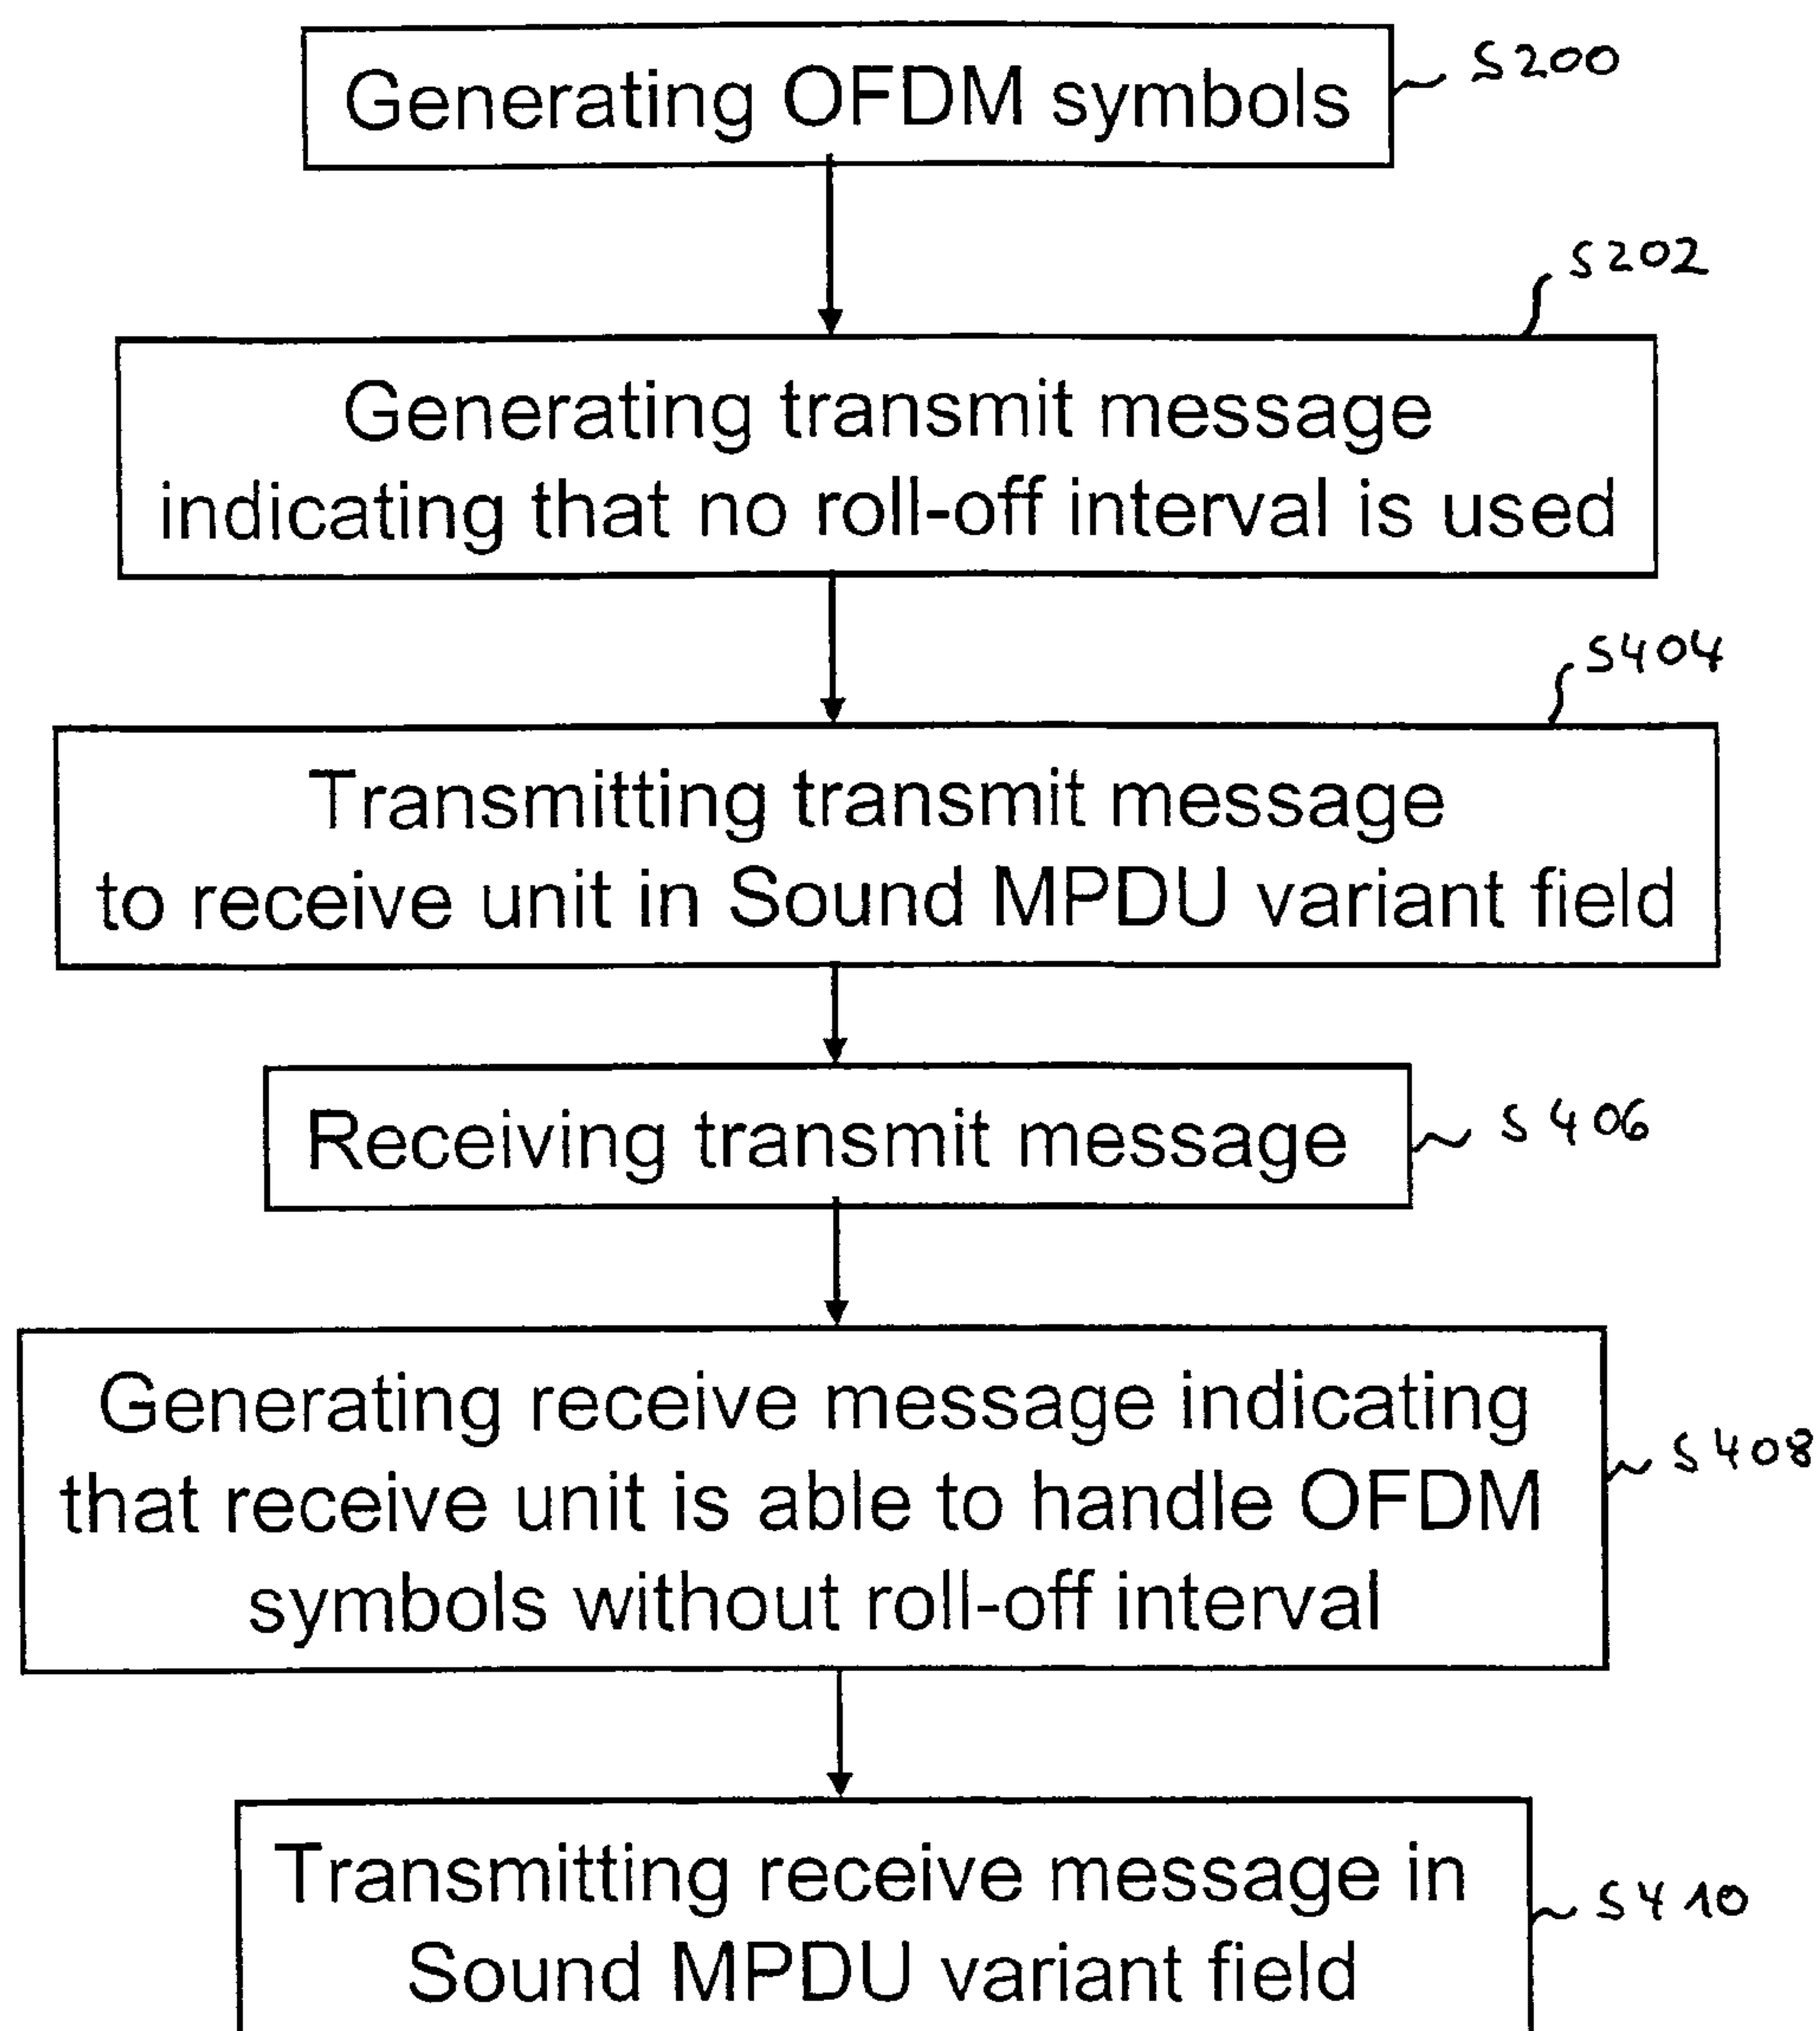 Generating OFDM symbols
S200
S202
Generating transmit message
indicating that no roll-off interval is used
S404
Transmitting transmit message
to receive unit in Sound MPDU variant field
Receiving transmit message
S406
Generating receive message indicating
that receive unit is able to handle OFDM
symbols without roll-off interval
S408
Transmitting receive message in
Sound MPDU variant field
S410